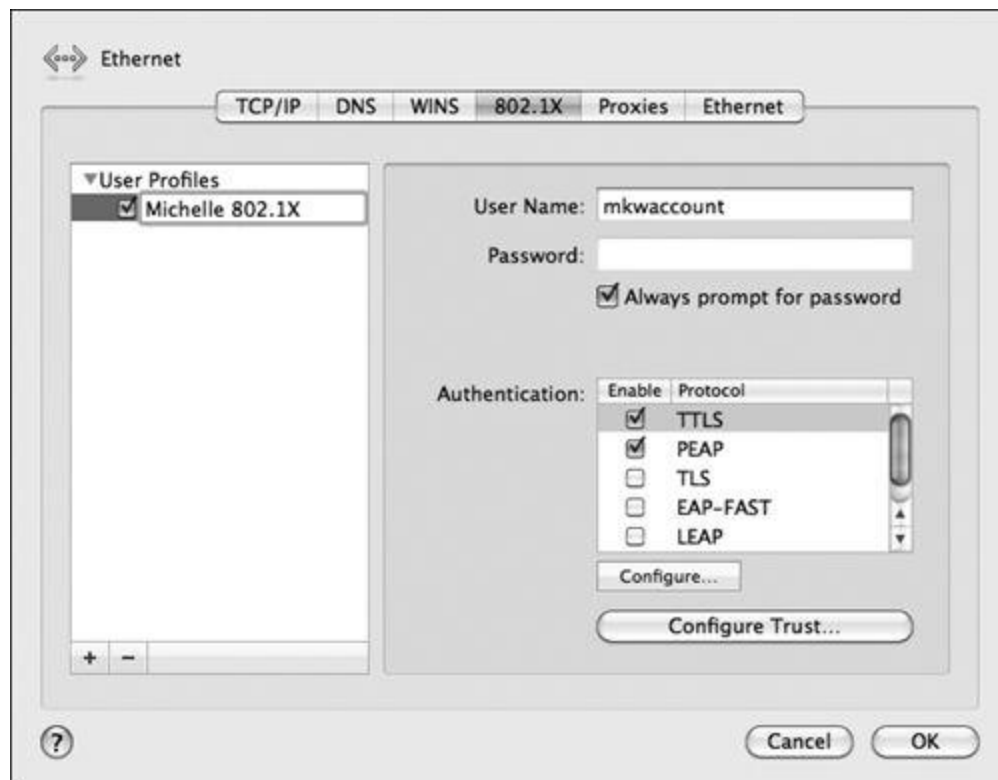 Ethernet
TCP/IP DNS WINS 802.1X Proxies Ethernet
User Profiles
Michelle 802.1X
User Name: mkwaccount
Password:
Always prompt for password
Authentication: Enable Protocol
TTLS
PEAP
TLS
EAP-FAST
LEAP
Configure...
Configure Trust...
+ −
? Cancel OK